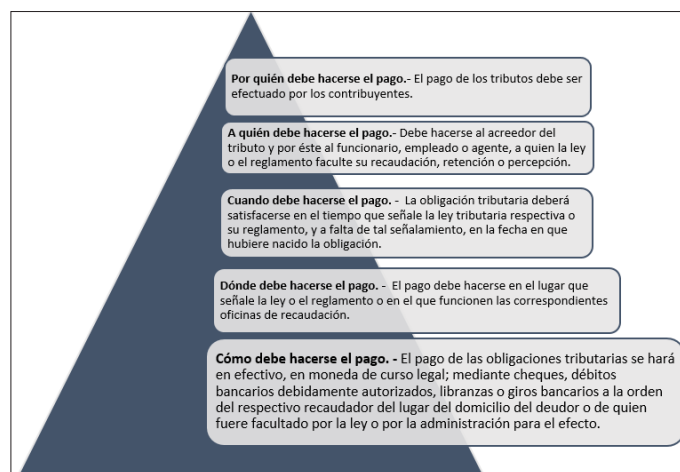 Por quién debe hacerse el pago.- El pago de los tributos debe ser
efectuado por los contribuyentes.
A quién debe hacerse el pago.- Debe hacerse al acreedor del
tributo y por éste al funcionario, empleado o agente, a quien la ley
o el reglamento faculte su recaudación, retención o percepción.
Cuando debe hacerse el pago. - La obligación tributaria deberá
satisfacerse en el tiempo que señale la ley tributaria respectiva o
su reglamento, y a falta de tal señalamiento, en la fecha en que
hubiere nacido la obligación.
Dónde debe hacerse el pago. - El pago debe hacerse en el lugar que
señale la ley o el reglamento o en el que funcionen las correspondientes
oficinas de recaudación.
Cómo debe hacerse el pago. - El pago de las obligaciones tributarias se hará
en efectivo, en moneda de curso legal; mediante cheques, débitos
bancarios debidamente autorizados, libranzas o giros bancarios a la orden
del respectivo recaudador del lugar del domicilio del deudor o de quien
fuere facultado por la ley o por la administración para el efecto.